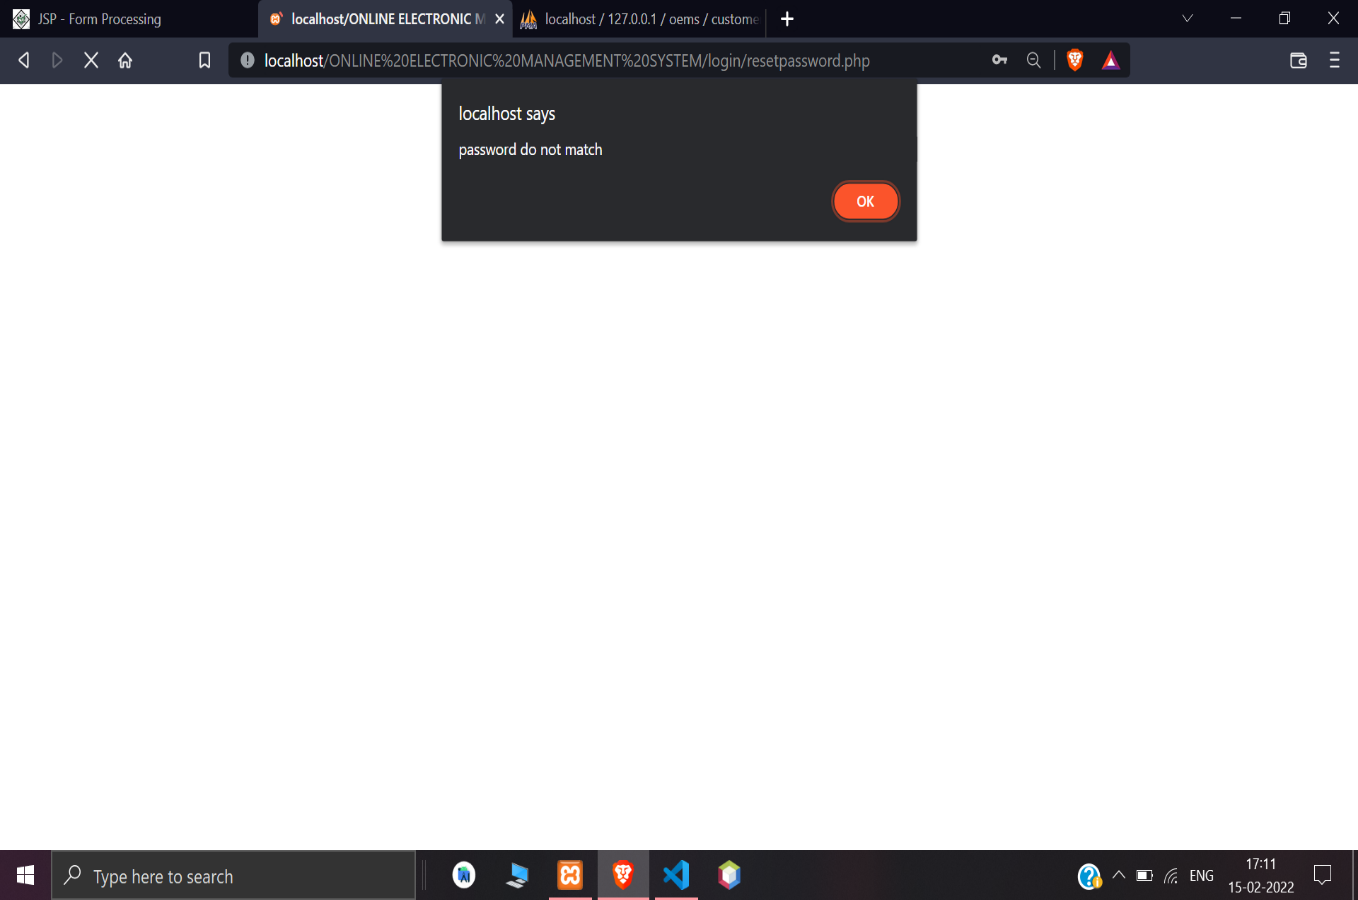 JSP - Form Processing
localhost/ONLINE ELECTRONIC M
localhost / 127.0.0.1 / oems / custome
localhost/ONLINE%20ELECTRONIC%20MANAGEMENT%20SYSTEM/login/resetpassword.php
localhost says
password do not match
OK
Type here to search
ENG
17:11
15-02-2022